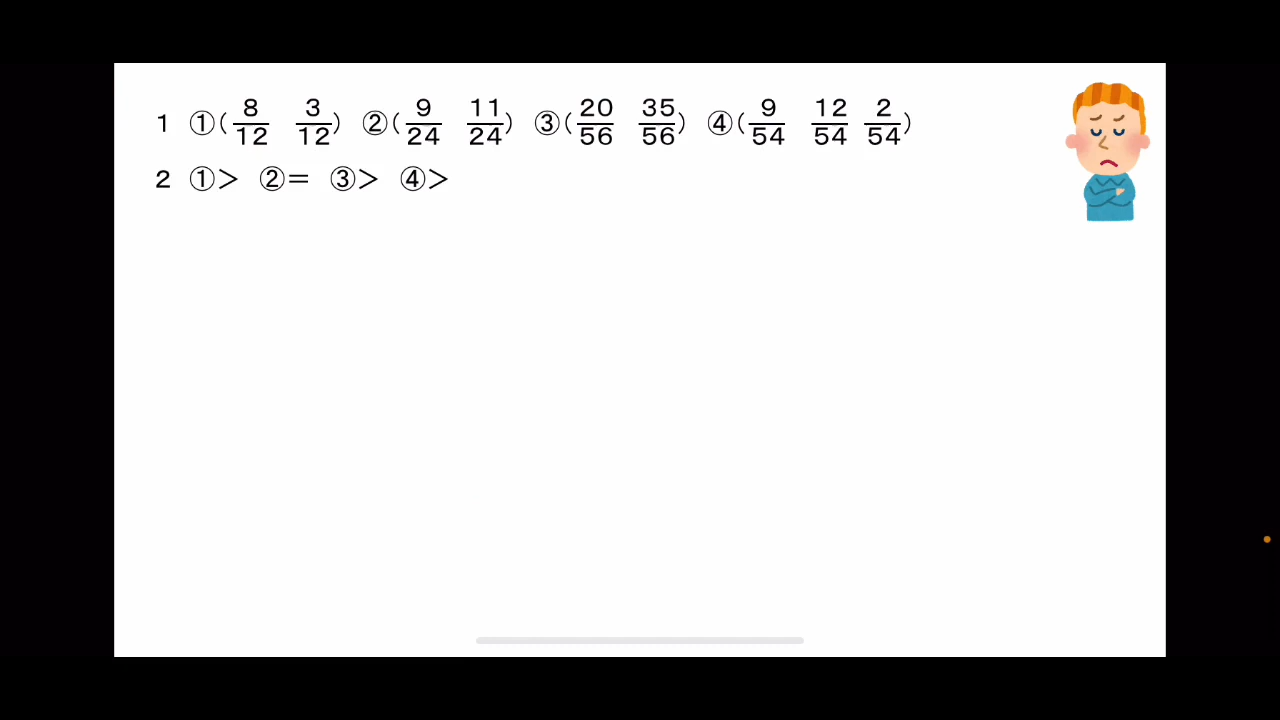 1 ①(8/12 3/12) ②(9/24 11/24) ③(20/56 35/56) ④(9/54 12/54 2/54)
2 ①> ②= ③> ④>